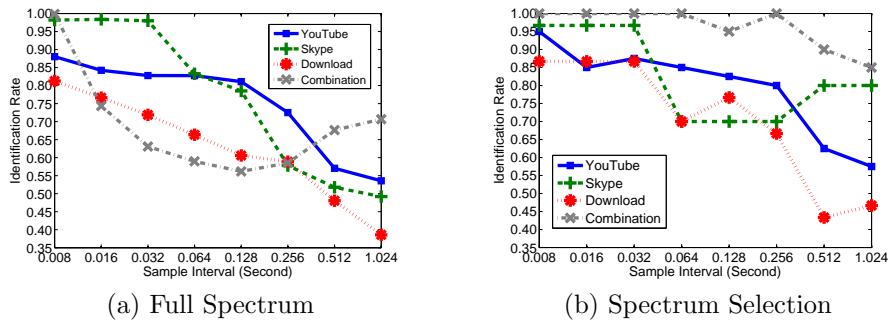 1.00
0.95
0.90
0.85
0.80
0.75
0.70
0.65
0.60
0.55
0.50
0.45
0.40
0.35
Identification Rate
YouTube
Skype
Download
Combination
0.008 0.016 0.032 0.064 0.128 0.256 0.512 1.024
Sample Interval (Second)
(a) Full Spectrum
1.00
0.95
0.90
0.85
0.80
0.75
0.70
0.65
0.60
0.55
0.50
0.45
0.40
0.35
Identification Rate
YouTube
Skype
Download
Combination
0.008 0.016 0.032 0.064 0.128 0.256 0.512 1.024
Sample Interval (Second)
(b) Spectrum Selection